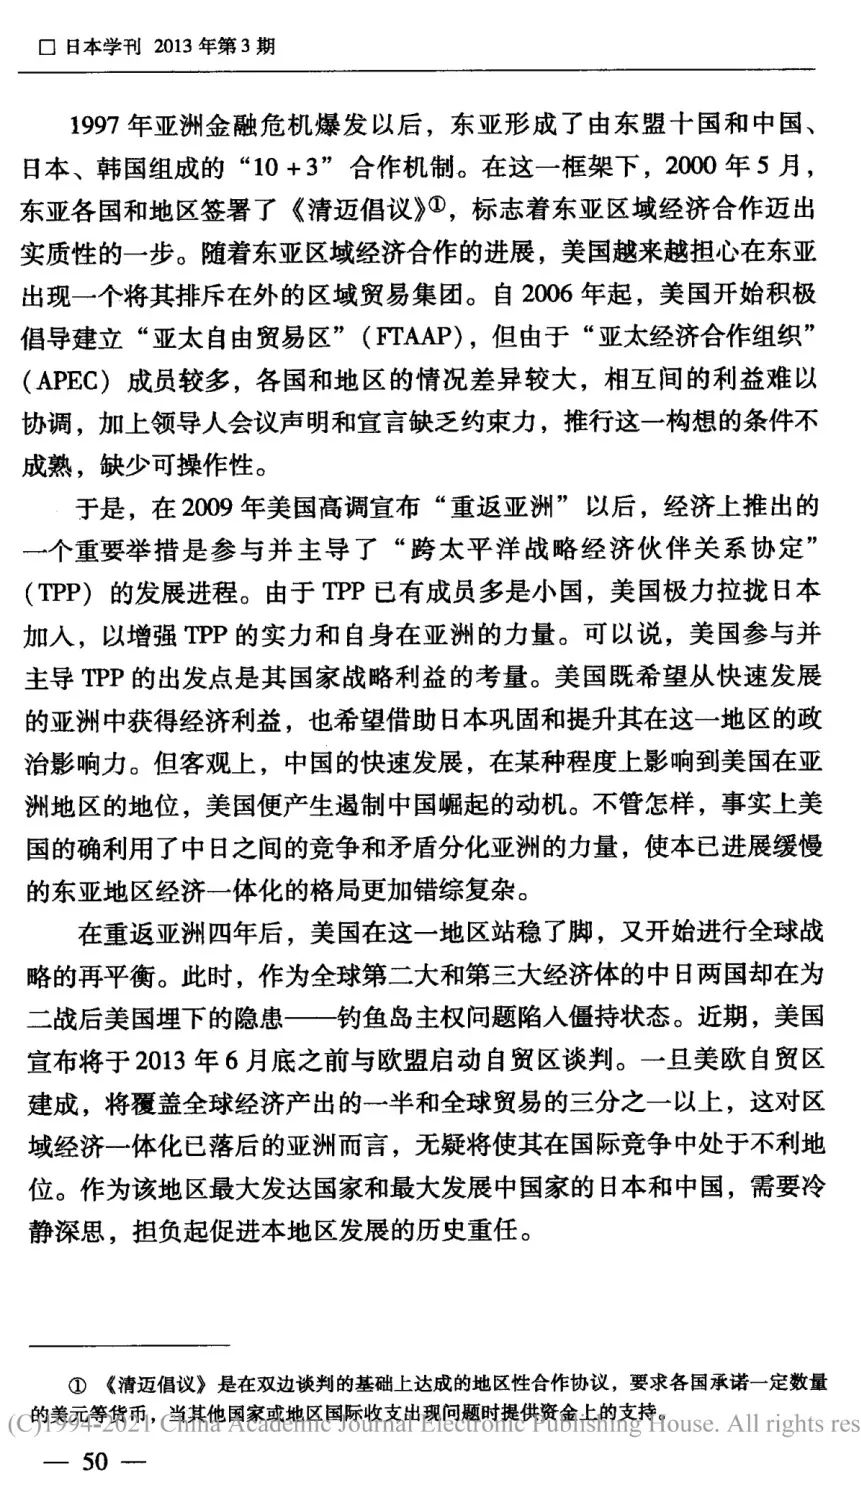 □ 日本学刊 2013 年第 3 期
1997 年亚洲金融危机爆发以后，东亚形成了由东盟十国和中国、
日本、韩国组成的“10 + 3” 合作机制。在这一框架下，2000 年 5 月，
东亚各国和地区签署了《清迈倡议》①，标志着东亚区域经济合作迈出
实质性的一步。随着东亚区域经济合作的进展，美国越来越担心在东亚
出现一个将其排斥在外的区域贸易集团。自 2006 年起，美国开始积极
倡导建立“亚太自由贸易区”（FTAAP），但由于“亚太经济合作组织”
（APEC）成员较多，各国和地区的情况差异较大，相互间的利益难以
协调，加上领导人会议声明和宣言缺乏约束力，推行这一构想的条件不
成熟，缺少可操作性。
于是，在 2009 年美国高调宣布“重返亚洲” 以后，经济上推出的
一个重要举措是参与并主导了“跨太平洋战略经济伙伴关系协定”
（TPP）的发展进程。由于 TPP 已有成员多是小国，美国极力拉拢日本
加入，以增强 TPP 的实力和自身在亚洲的力量。可以说，美国参与并
主导 TPP 的出发点是其国家战略利益的考量。美国既希望从快速发展
的亚洲中获得经济利益，也希望借助日本巩固和提升其在这一地区的政
治影响力。但客观上，中国的快速发展，在某种程度上影响到美国在亚
洲地区的地位，美国便产生遏制中国崛起的动机。不管怎样，事实上美
国的确利用了中日之间的竞争和矛盾分化亚洲的力量，使本已进展缓慢
的东亚地区经济一体化的格局更加错综复杂。
在重返亚洲四年后，美国在这一地区站稳了脚，又开始进行全球战
略的再平衡。此时，作为全球第二大和第三大经济体的中日两国却在为
二战后美国埋下的隐患——钓鱼岛主权问题陷入僵持状态。近期，美国
宣布将于 2013 年 6 月底之前与欧盟启动自贸区谈判。一旦美欧自贸区
建成，将覆盖全球经济产出的一半和全球贸易的三分之一以上，这对区
域经济一体化已落后的亚洲而言，无疑将使其在国际竞争中处于不利地
位。作为该地区最大发达国家和最大发展中国家的日本和中国，需要冷
静深思，担负起促进本地区发展的历史重任。
① 《清迈倡议》是在双边谈判的基础上达成的地区性合作协议，要求各国承诺一定数量
的美元等货币，当其他国家或地区国际收支出现问题时提供资金上的支持。
(C)1994-2021 China Academic Journal Electronic Publishing House. All rights res
— 50 —